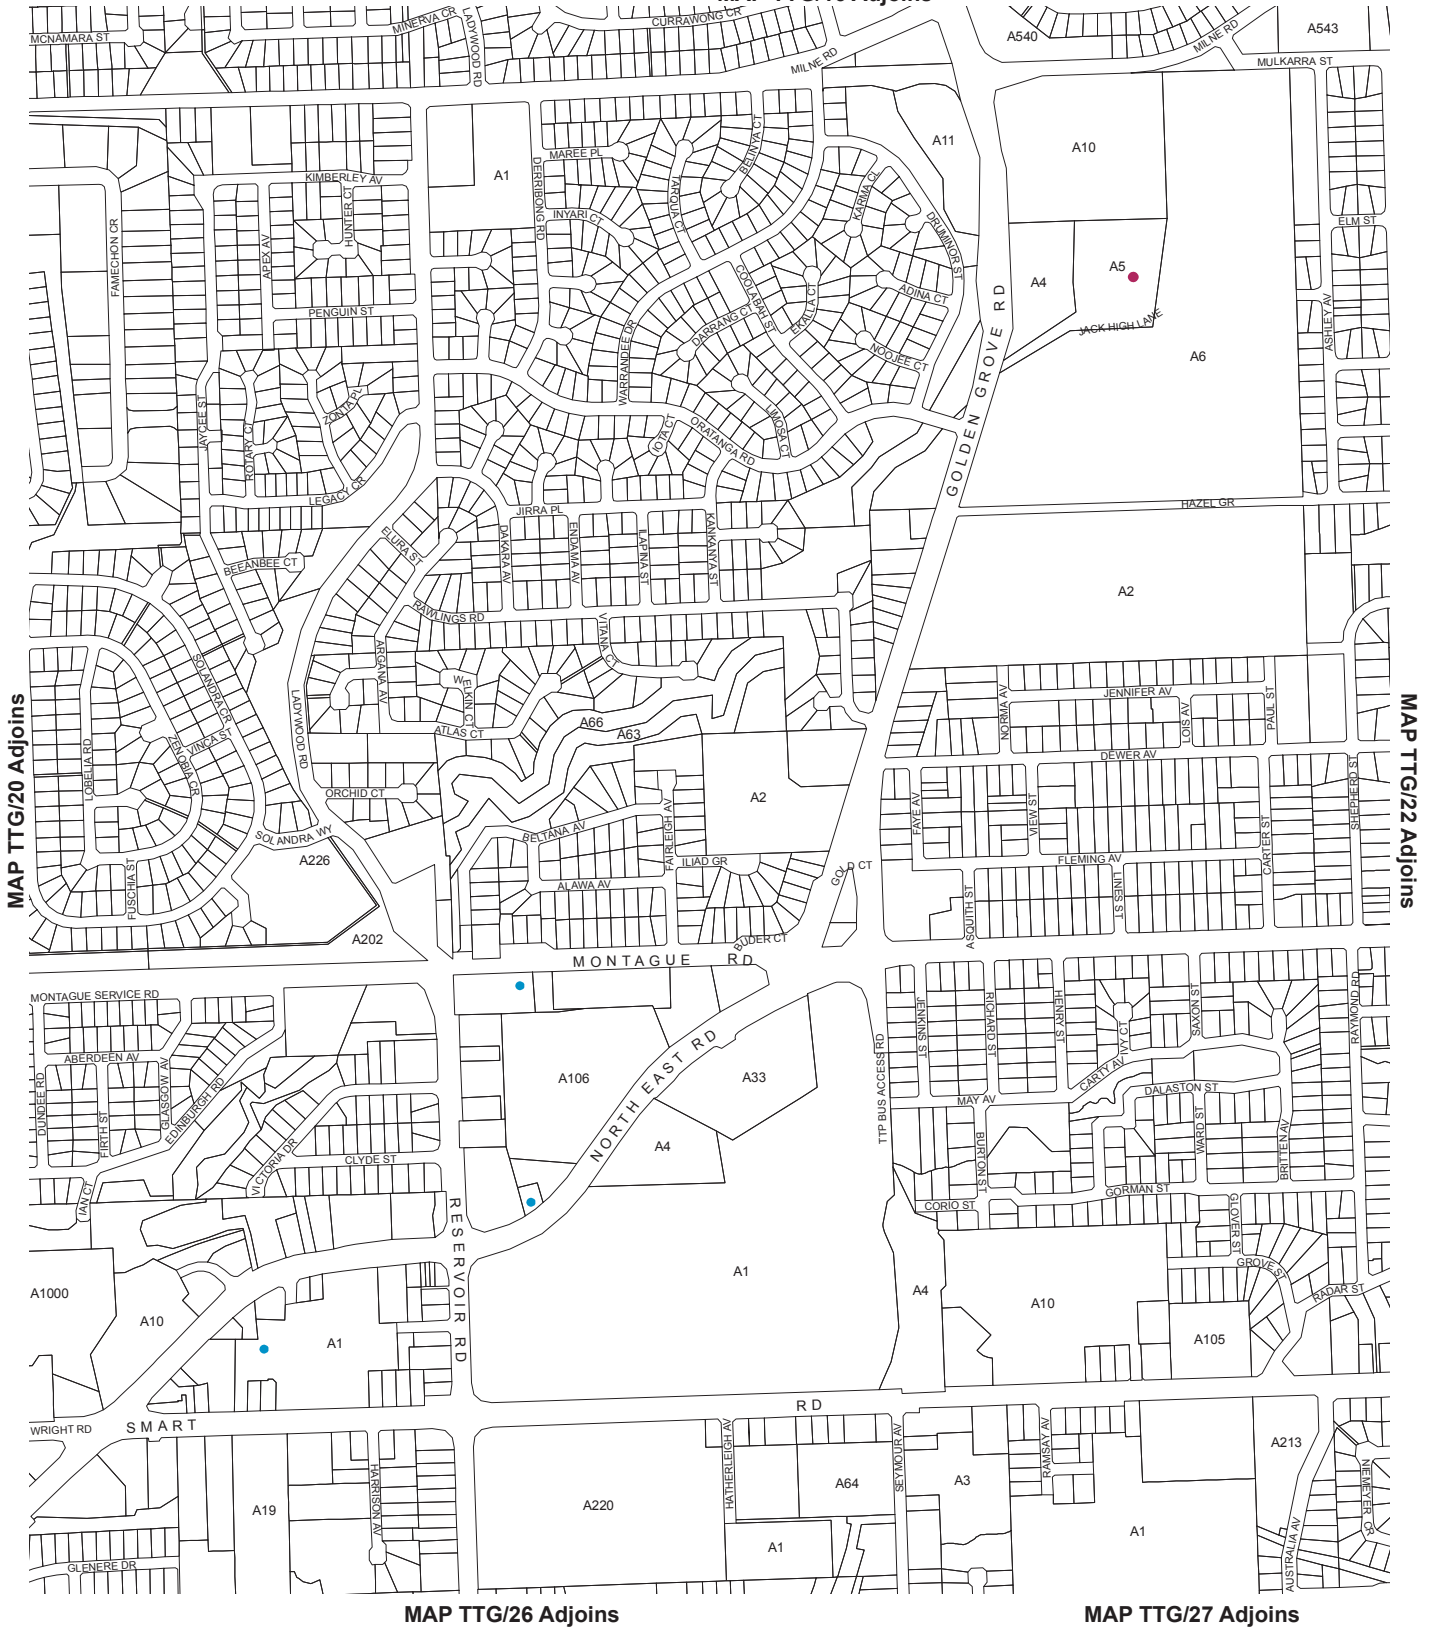 MINERVA CR
LADYWOOD RD
CURRAWONG CR
MCNAMARA ST
MILNE RD
A540
MILNE RD
A543
MULKARRA ST
A11
A10
MAREE PL
BELINYA CT
A1
DERRIBONG RD
KIMBERLEY AV
TARQUA CT
KARMA CL
HUNTER CT
INYARI CT
DRUMINOR ST
ELM ST
FAMECHON CR
APEX AV
A5
A4
COOLABAH ST
ADINA CT
EKALLA CT
PENGUIN ST
GOLDEN GROVE RD
JACK HIGH LANE
ASHLEY AV
DARRANG CT
WARRANDEE DR
NOOJEE CT
A6
ZONTA PL
JAYCEE ST
ROTARY CT
IOTA CT
ORATANGA RD
LIMOSA CT
LEGACY CR
HAZEL GR
JIRRA PL
ELURA ST
DAKARA AV
ENDAMA AV
ILAPINA ST
KANKANYA ST
BEEANBEE CT
A2
RAWLINGS RD
VITANA CT
ARGANA AV
WELKIN CT
SOLANDRA CR
LADYWOOD RD
JENNIFER AV
NORMA AV
LOIS AV
PAUL ST
MAP TTG/20 Adjoins
MAP TTG/22 Adjoins
A66
A63
ATLAS CT
VINCA ST
ZENOBIA CR
LOBELIA RD
DEWER AV
ORCHID CT
A2
FAYE AV
VIEW ST
SHEPHERD ST
BELTANA AV
FAIRLEIGH AV
SOLANDRA WY
CARTER ST
A226
ILIAD GR
GOLD CT
FLEMING AV
FUSCHIA ST
ALAWA AV
LINES ST
ASQUITH ST
A202
BUDER CT
MONTAGUE RD
MONTAGUE SERVICE RD
JENKINS ST
RICHARD ST
HENRY ST
SAXON ST
RAYMOND RD
IVY CT
NORTH EAST RD
TTP BUS ACCESS RD
ABERDEEN AV
A106
A33
CARTY AV
DALASTON ST
MAY AV
DUNDEE RD
FIRTH ST
GLASGOW AV
EDINBURGH RD
VICTORIA DR
A4
BURTON ST
WARD ST
BRITTEN AV
CLYDE ST
IAN CT
GORMAN ST
CORIO ST
GLOVER ST
RESERVOIR RD
A1
GROVE ST
RADAR ST
A1000
A10
A4
A10
A1
A105
WRIGHT RD
SMART RD
HATHERLEIGH AV
SEYMOUR AV
RAMSAY AV
A213
A3
A64
NIEMEYER CR
HARRISON AV
A19
A220
A1
A1
AUSTRALIA AV
GLENERE DR
MAP TTG/26 Adjoins
MAP TTG/27 Adjoins